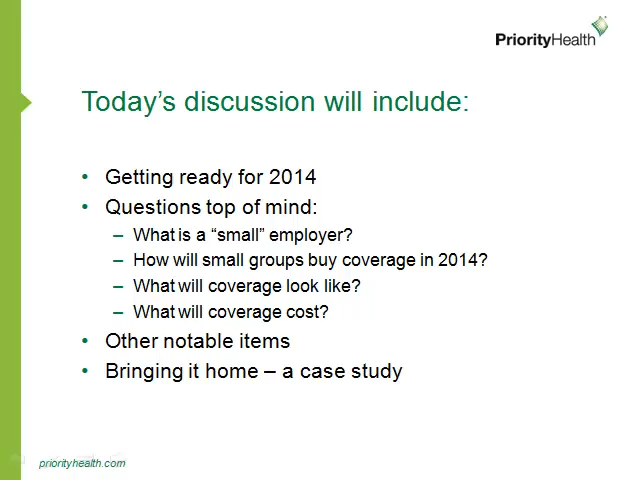 PriorityHealth
Today's discussion will include:
• Getting ready for 2014
• Questions top of mind:
– What is a “small” employer?
– How will small groups buy coverage in 2014?
– What will coverage look like?
– What will coverage cost?
• Other notable items
• Bringing it home – a case study
priorityhealth.com